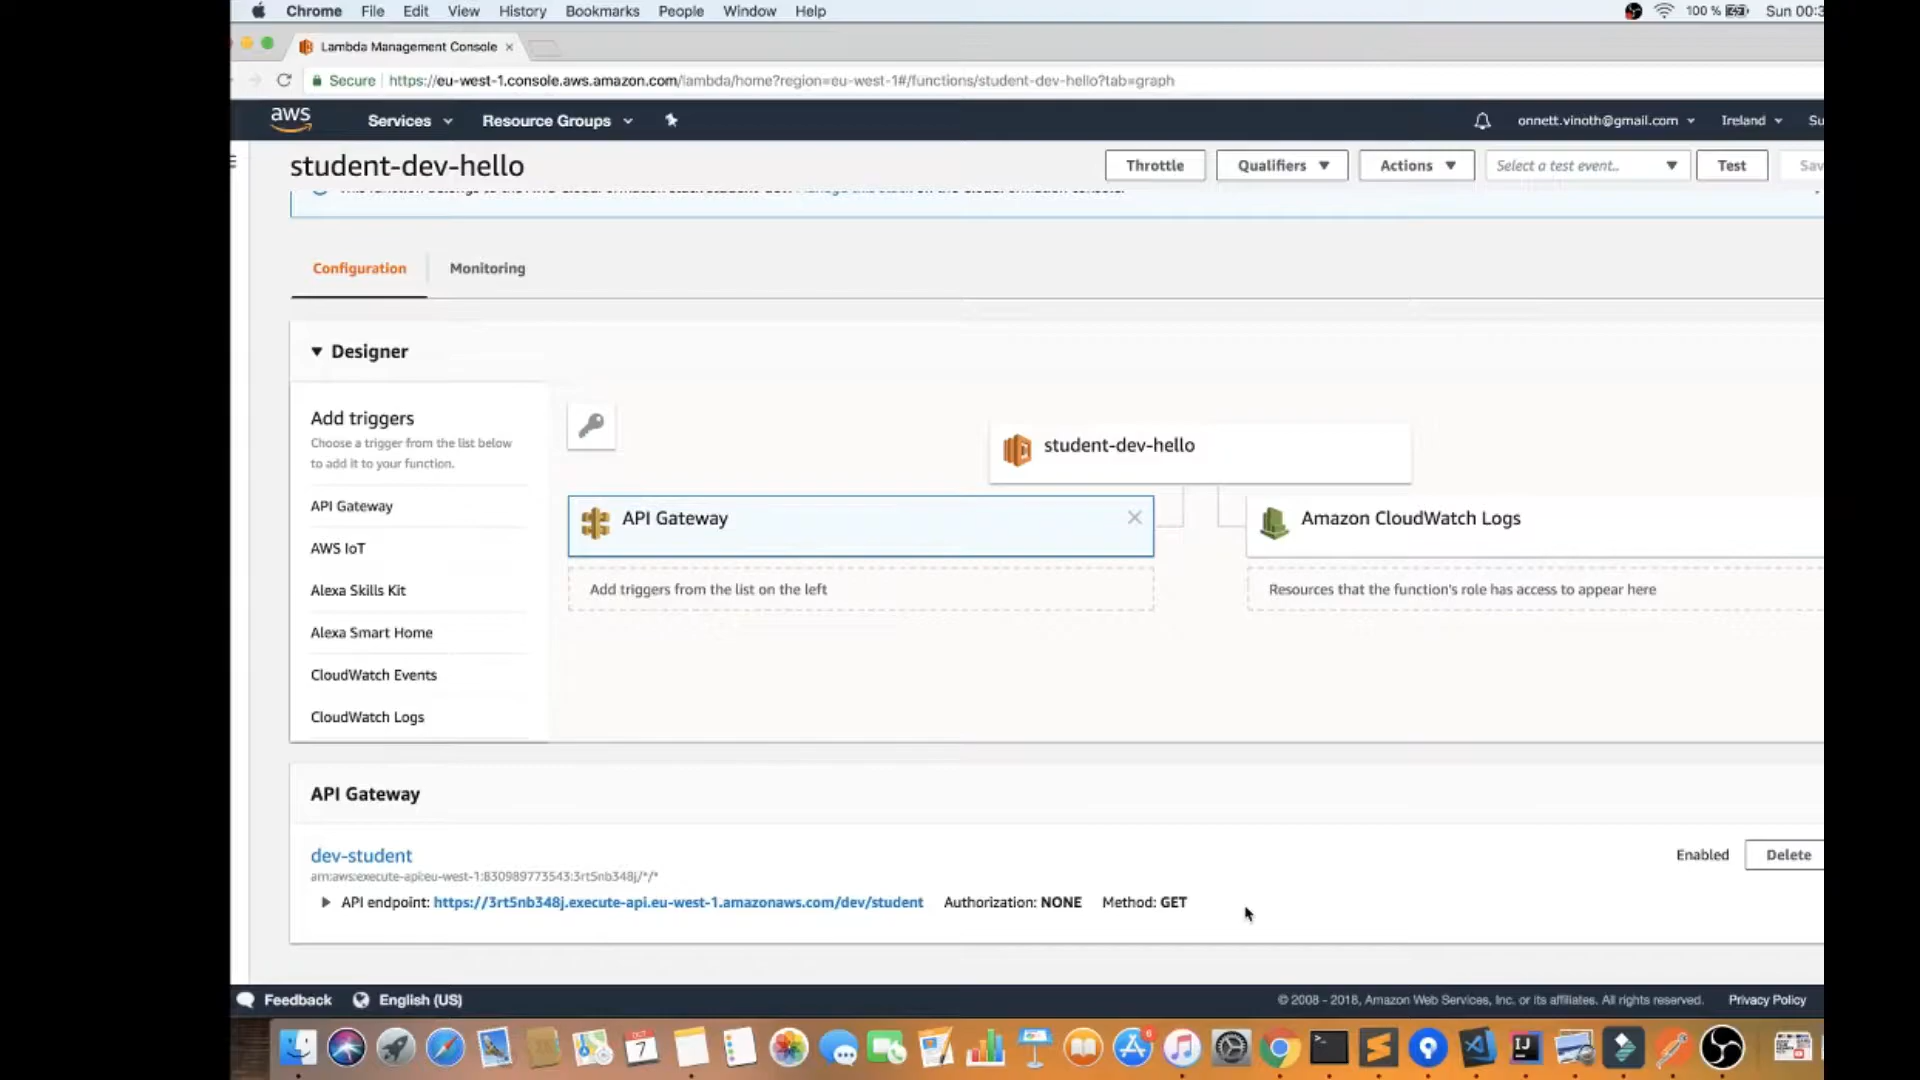 Chrome File Edit View History Bookmarks People Window Help 100 % Sun 00:3
Lambda Management Console ×
Secure https://eu-west-1.console.aws.amazon.com/lambda/home?region=eu-west-1#/functions/student-dev-hello?tab=graph
aws Services Resource Groups onnett.vinoth@gmail.com Ireland Su
student-dev-hello Throttle Qualifiers Actions Select a test event.. Test Sav
Configuration Monitoring
Designer
Add triggers
Choose a trigger from the list below
to add it to your function.
student-dev-hello
API Gateway
AWS IoT
Alexa Skills Kit
Alexa Smart Home
CloudWatch Events
CloudWatch Logs
API Gateway
Amazon CloudWatch Logs
Add triggers from the list on the left
Resources that the function's role has access to appear here
API Gateway
dev-student
Enabled Delete
arn:aws:execute-api:eu-west-1:830989773543:3rt5nb348j/*/*
API endpoint: https://3rt5nb348j.execute-api.eu-west-1.amazonaws.com/dev/student Authorization: NONE Method: GET
Feedback English (US) © 2008 - 2018, Amazon Web Services, Inc. or its affiliates. All rights reserved. Privacy Policy
OCT
7
IJ